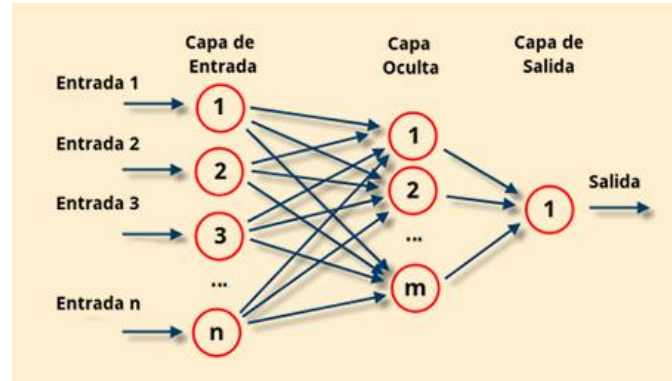 Capa de
Entrada
Capa
Oculta
Capa de
Salida
Entrada 1
Entrada 2
Entrada 3
Entrada n
1
2
3
...
n
1
2
...
m
1
Salida